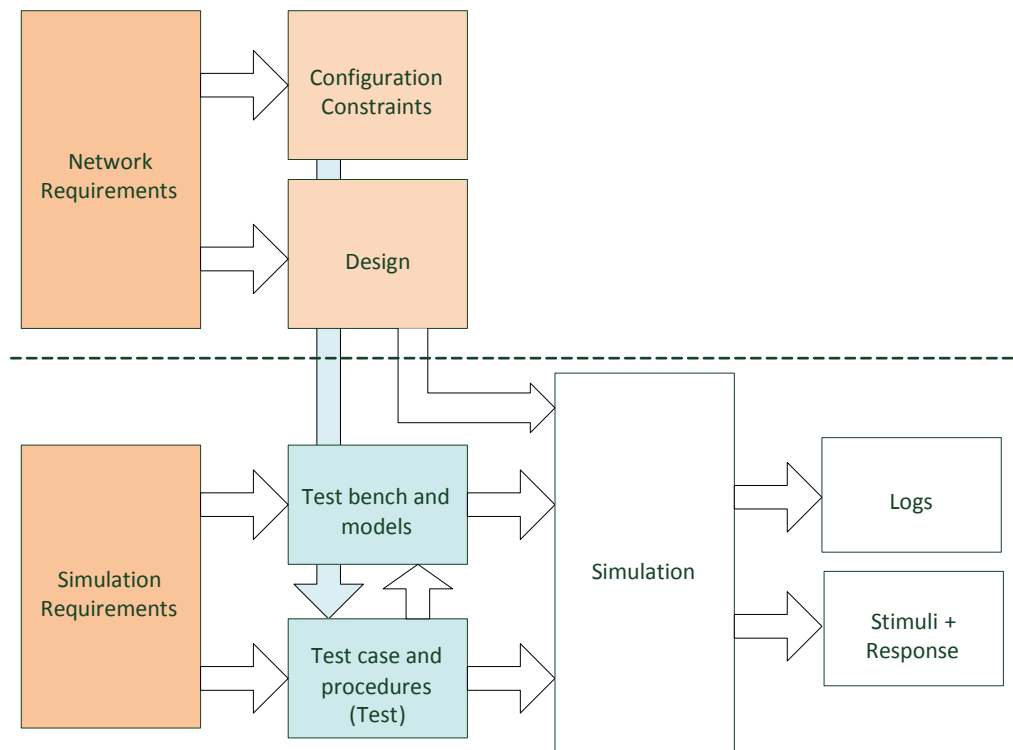 Configuration
Constraints
Network
Requirements
Design
Test bench and
models
Logs
Simulation
Requirements
Simulation
Stimuli +
Response
Test case and
procedures
(Test)